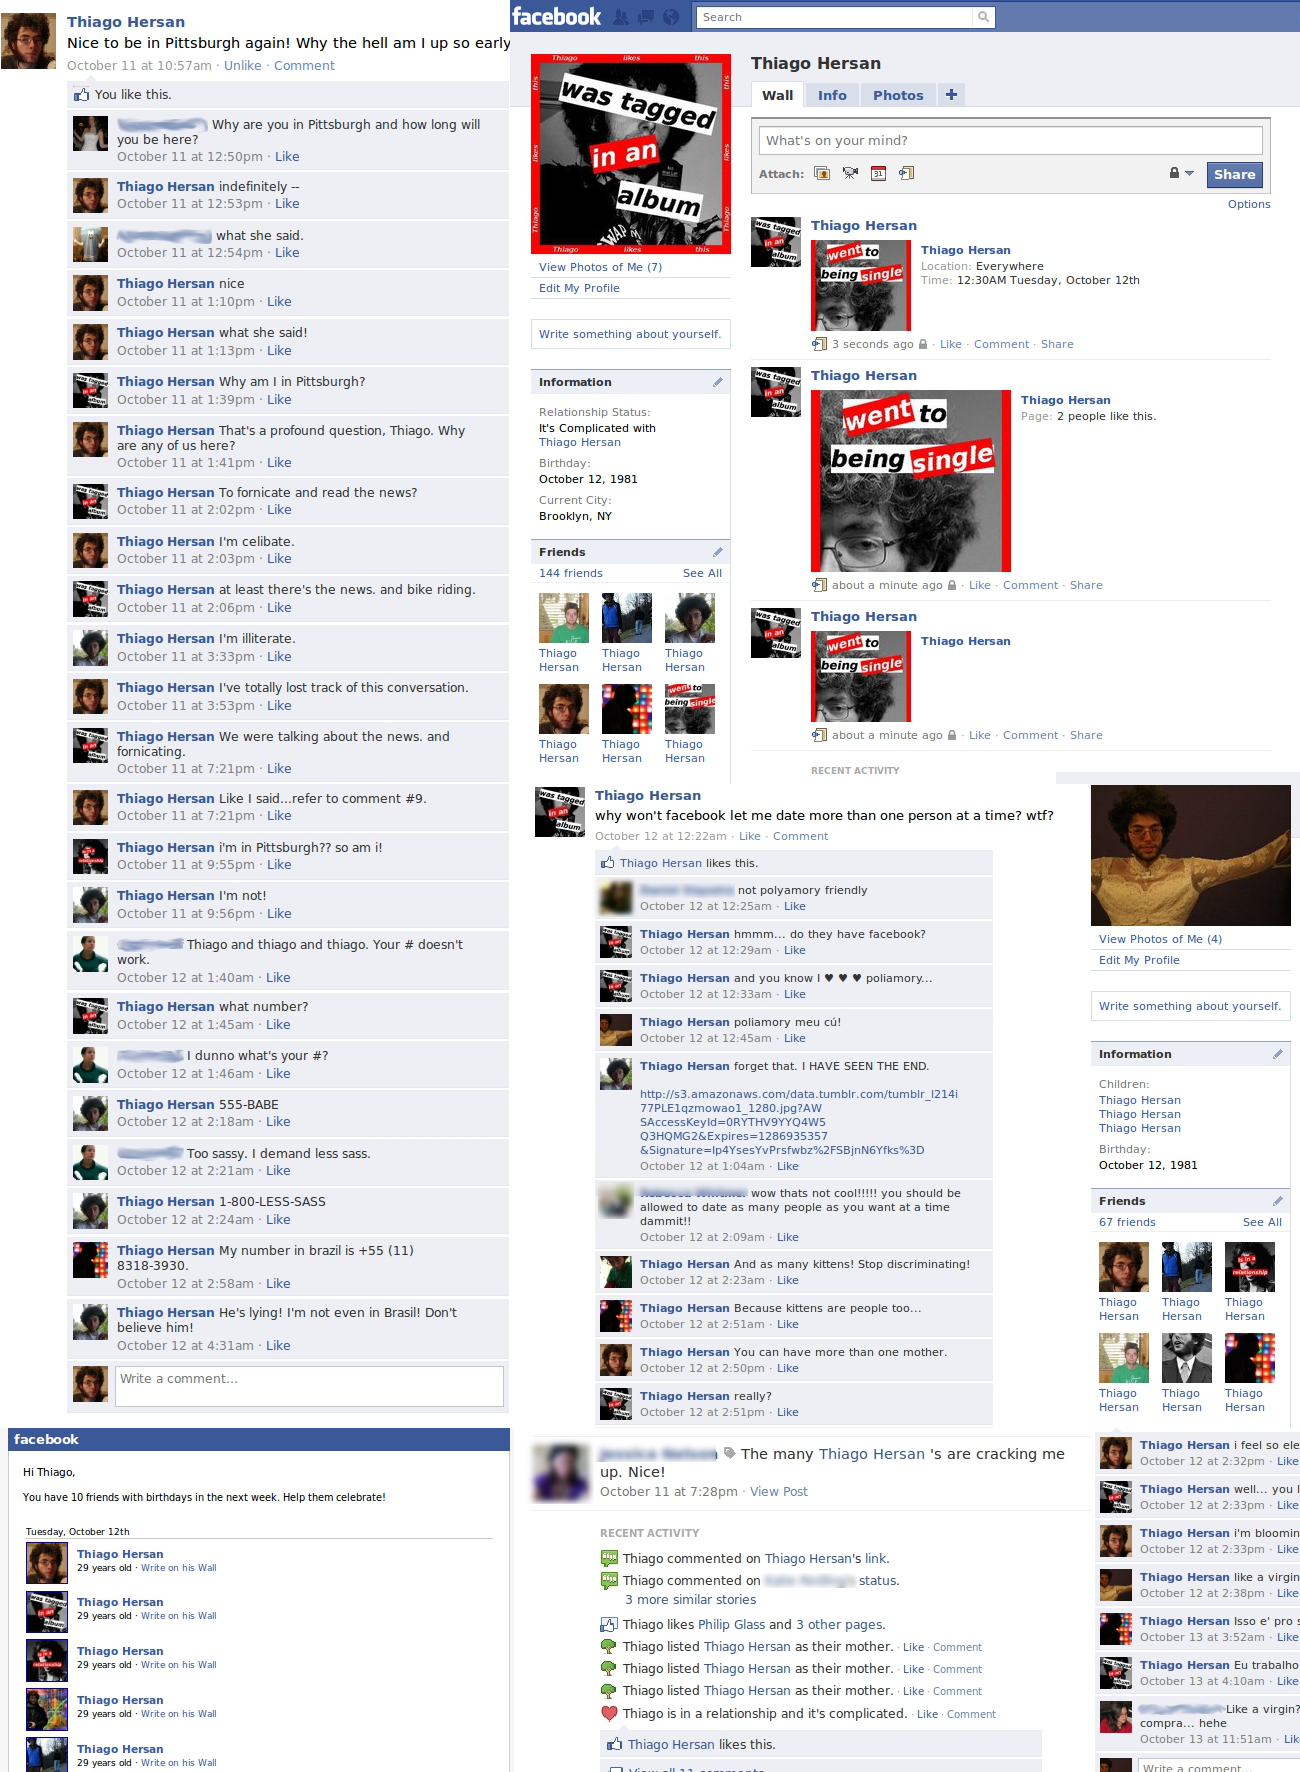 Thiago Hersan
Nice to be in Pittsburgh again! Why the hell am I up so early
October 11 at 10:57am · Unlike · Comment
You like this.
Why are you in Pittsburgh and how long will
you be here?
October 11 at 12:50pm · Like
Thiago Hersan indefinitely --
October 11 at 12:53pm · Like
what she said.
October 11 at 12:54pm · Like
Thiago Hersan nice
October 11 at 1:10pm · Like
Thiago Hersan what she said!
October 11 at 1:13pm · Like
Thiago Hersan Why am I in Pittsburgh?
October 11 at 1:39pm · Like
Thiago Hersan That's a profound question, Thiago. Why
are any of us here?
October 11 at 1:41pm · Like
Thiago Hersan To fornicate and read the news?
October 11 at 2:02pm · Like
Thiago Hersan I'm celibate.
October 11 at 2:03pm · Like
Thiago Hersan at least there's the news. and bike riding.
October 11 at 2:06pm · Like
Thiago Hersan I'm illiterate.
October 11 at 3:33pm · Like
Thiago Hersan I've totally lost track of this conversation.
October 11 at 3:53pm · Like
Thiago Hersan We were talking about the news. and
fornicating.
October 11 at 7:21pm · Like
Thiago Hersan Like I said...refer to comment #9.
October 11 at 7:21pm · Like
Thiago Hersan i'm in Pittsburgh?? so am i!
October 11 at 9:55pm · Like
Thiago Hersan I'm not!
October 11 at 9:56pm · Like
Thiago and thiago and thiago. Your # doesn't
work.
October 12 at 1:40am · Like
Thiago Hersan what number?
October 12 at 1:45am · Like
I dunno what's your #?
October 12 at 1:46am · Like
Thiago Hersan 555-BABE
October 12 at 2:18am · Like
Too sassy. I demand less sass.
October 12 at 2:21am · Like
Thiago Hersan 1-800-LESS-SASS
October 12 at 2:24am · Like
Thiago Hersan My number in brazil is +55 (11)
8318-3930.
October 12 at 2:58am · Like
Thiago Hersan He's lying! I'm not even in Brasil! Don't
believe him!
October 12 at 4:31am · Like
Write a comment...
facebook
Search
Thiago likes this
this
likes
Thiago
this
likes
Thiago
was tagged
in an
album
Thiago likes this
View Photos of Me (7)
Edit My Profile
Write something about yourself.
Information
Relationship Status:
It's Complicated with
Thiago Hersan
Birthday:
October 12, 1981
Current City:
Brooklyn, NY
Friends
144 friends See All
Thiago Hersan
Thiago Hersan
Thiago Hersan
Thiago Hersan
Thiago Hersan
Thiago Hersan
Thiago Hersan
Wall Info Photos +
What's on your mind?
Attach: 31 Share
Options
Thiago Hersan
went to
being single
Thiago Hersan
Location: Everywhere
Time: 12:30AM Tuesday, October 12th
3 seconds ago · Like · Comment · Share
Thiago Hersan
went to
being single
Thiago Hersan
Page: 2 people like this.
about a minute ago · Like · Comment · Share
Thiago Hersan
went to
being single
Thiago Hersan
about a minute ago · Like · Comment · Share
RECENT ACTIVITY
Thiago Hersan
why won't facebook let me date more than one person at a time? wtf?
October 12 at 12:22am · Like · Comment
Thiago Hersan likes this.
not polyamory friendly
October 12 at 12:25am · Like
Thiago Hersan hmmm... do they have facebook?
October 12 at 12:29am · Like
Thiago Hersan and you know I ♥ ♥ ♥ poliamory...
October 12 at 12:33am · Like
Thiago Hersan poliamory meu cú!
October 12 at 12:45am · Like
Thiago Hersan forget that. I HAVE SEEN THE END.
http://s3.amazonaws.com/data.tumblr.com/tumblr_l214i
77PLE1qzmowao1_1280.jpg?AW
SAccessKeyId=0RYTHV9YYQ4W5
Q3HQMG2&Expires=1286935357
&Signature=Ip4YsesYvPrsfwbz%2FSBjnN6Yfks%3D
October 12 at 1:04am · Like
wow thats not cool!!!!! you should be
allowed to date as many people as you want at a time
dammit!!
October 12 at 2:09am · Like
Thiago Hersan And as many kittens! Stop discriminating!
October 12 at 2:23am · Like
Thiago Hersan Because kittens are people too...
October 12 at 2:51am · Like
Thiago Hersan You can have more than one mother.
October 12 at 2:50pm · Like
Thiago Hersan really?
October 12 at 2:51pm · Like
View Photos of Me (4)
Edit My Profile
Write something about yourself.
Information
Children:
Thiago Hersan
Thiago Hersan
Thiago Hersan
Birthday:
October 12, 1981
Friends
67 friends See All
Thiago Hersan
Thiago Hersan
Thiago Hersan
Thiago Hersan
Thiago Hersan
Thiago Hersan
facebook
Hi Thiago,
You have 10 friends with birthdays in the next week. Help them celebrate!
Tuesday, October 12th
Thiago Hersan
29 years old · Write on his Wall
Thiago Hersan
29 years old · Write on his Wall
Thiago Hersan
29 years old · Write on his Wall
Thiago Hersan
29 years old · Write on his Wall
Thiago Hersan
29 years old · Write on his Wall
The many Thiago Hersan 's are cracking me
up. Nice!
October 11 at 7:28pm · View Post
RECENT ACTIVITY
Thiago commented on Thiago Hersan's link.
Thiago commented on status.
3 more similar stories
Thiago likes Philip Glass and 3 other pages.
Thiago listed Thiago Hersan as their mother. · Like · Comment
Thiago listed Thiago Hersan as their mother. · Like · Comment
Thiago listed Thiago Hersan as their mother. · Like · Comment
Thiago is in a relationship and it's complicated. · Like · Comment
Thiago Hersan likes this.
View all 11 comments
Thiago Hersan i feel so ele
October 12 at 2:32pm · Like
Thiago Hersan well... you l
October 12 at 2:33pm · Like
Thiago Hersan i'm bloomin
October 12 at 2:33pm · Like
Thiago Hersan like a virgin
October 12 at 2:38pm · Like
Thiago Hersan Isso e' pro s
October 13 at 3:52am · Like
Thiago Hersan Eu trabalho
October 13 at 4:10am · Like
Like a virgin?
compra... hehe
October 13 at 11:51am · Lik
Write a comment...